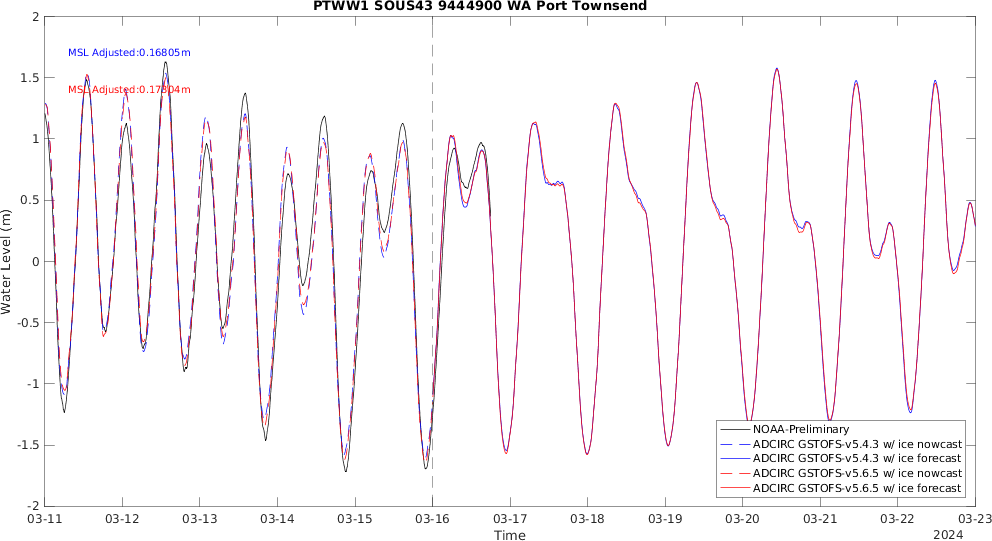 PTWW1 SOUS43 9444900 WA Port Townsend
2
1.5
1
0.5
0
-0.5
-1
-1.5
-2
Water Level (m)
MSL Adjusted:0.16805m
MSL Adjusted:0.17304m
NOAA-Preliminary
ADCIRC GSTOFS-v5.4.3 w/ ice nowcast
ADCIRC GSTOFS-v5.4.3 w/ ice forecast
ADCIRC GSTOFS-v5.6.5 w/ ice nowcast
ADCIRC GSTOFS-v5.6.5 w/ ice forecast
03-11 03-12 03-13 03-14 03-15 03-16 03-17 03-18 03-19 03-20 03-21 03-22 03-23
Time
2024